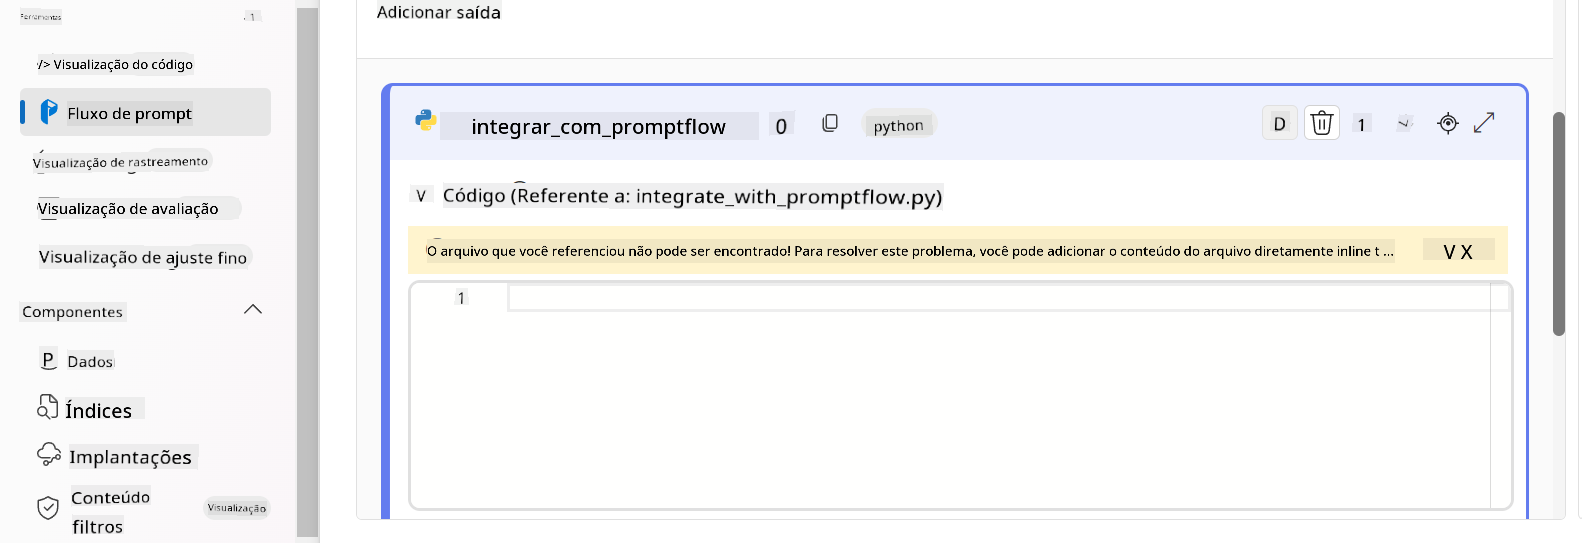 Ferramentas
1
/> Visualização do código
Fluxo de prompt
Visualização de rastreamento
Visualização de avaliação
Visualização de ajuste fino
Componentes
P Dados
Índices
Implantações
Conteúdo
filtros
Visualização
Adicionar saída
integrar_com_promptflow 0 python D 1
V Código (Referente a: integrate_with_promptflow.py)
O arquivo que você referenciou não pode ser encontrado! Para resolver este problema, você pode adicionar o conteúdo do arquivo diretamente inline t ... V X
1